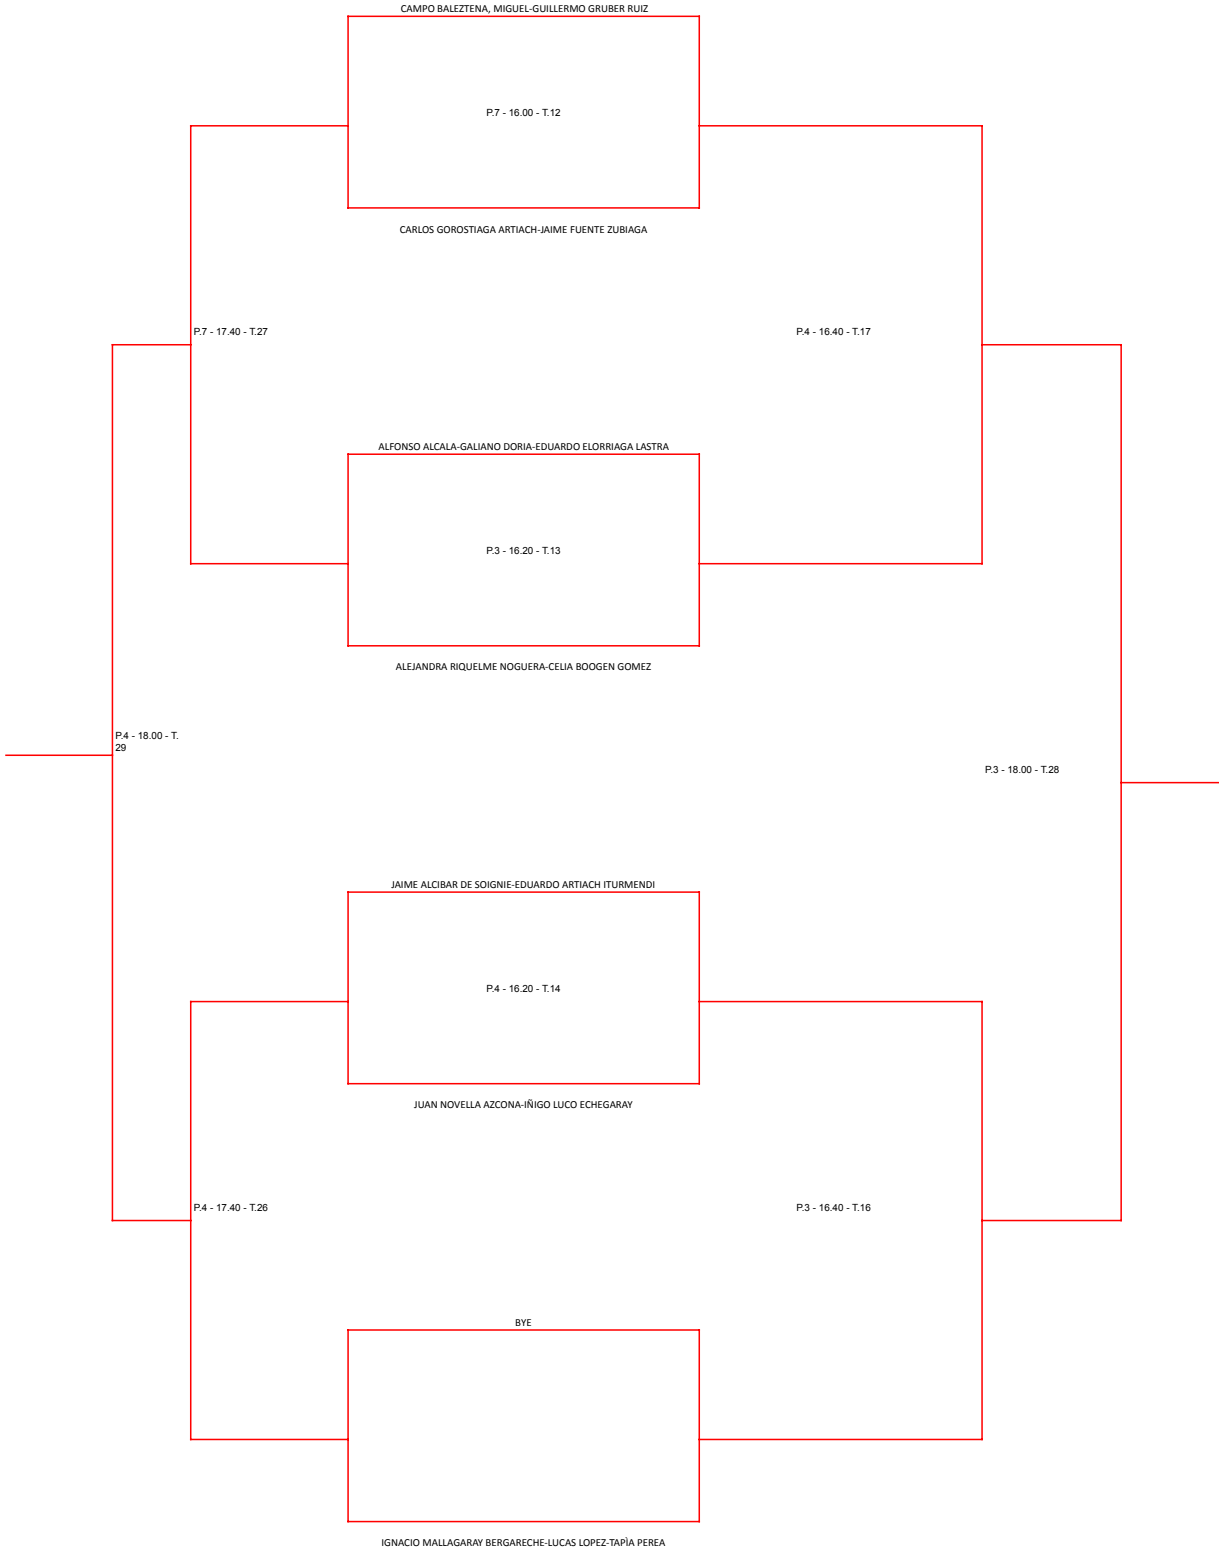 CAMPO BALEZTENA, MIGUEL-GUILLERMO GRUBER RUIZ
P.7 - 16.00 - T.12
CARLOS GOROSTIAGA ARTIACH-JAIME FUENTE ZUBIAGA
P.7 - 17.40 - T.27
P.4 - 16.40 - T.17
ALFONSO ALCALA-GALIANO DORIA-EDUARDO ELORRIAGA LASTRA
P.3 - 16.20 - T.13
ALEJANDRA RIQUELME NOGUERA-CELIA BOOGEN GOMEZ
P.4 - 18.00 - T.
29
P.3 - 18.00 - T.28
JAIME ALCIBAR DE SOIGNIE-EDUARDO ARTIACH ITURMENDI
P.4 - 16.20 - T.14
JUAN NOVELLA AZCONA-IÑIGO LUCO ECHEGARAY
P.4 - 17.40 - T.26
P.3 - 16.40 - T.16
BYE
IGNACIO MALLAGARAY BERGARECHE-LUCAS LOPEZ-TAPÌA PEREA